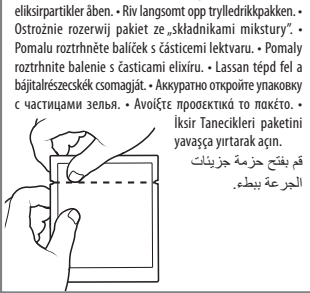 eliksirpartikler åben. • Riv langsomt opp trylledrikkpakken. •
Ostrożnie rozerwij pakiet ze „składnikami mikstury”. •
Pomalu roztrhněte balíček s částicemi lektvaru. • Pomaly
roztrhnite balenie s časticami elixíru. • Lassan tépd fel a
bájitalrészecskék csomagját. • Аккуратно откройте упаковку
с частицами зелья. • Ανοίξτε προσεκτικά το πακέτο. •
İksir Tanecikleri paketini
yavaşça yırtarak açın.
قم بفتح حزمة جزيئات
الجرعة ببطء.